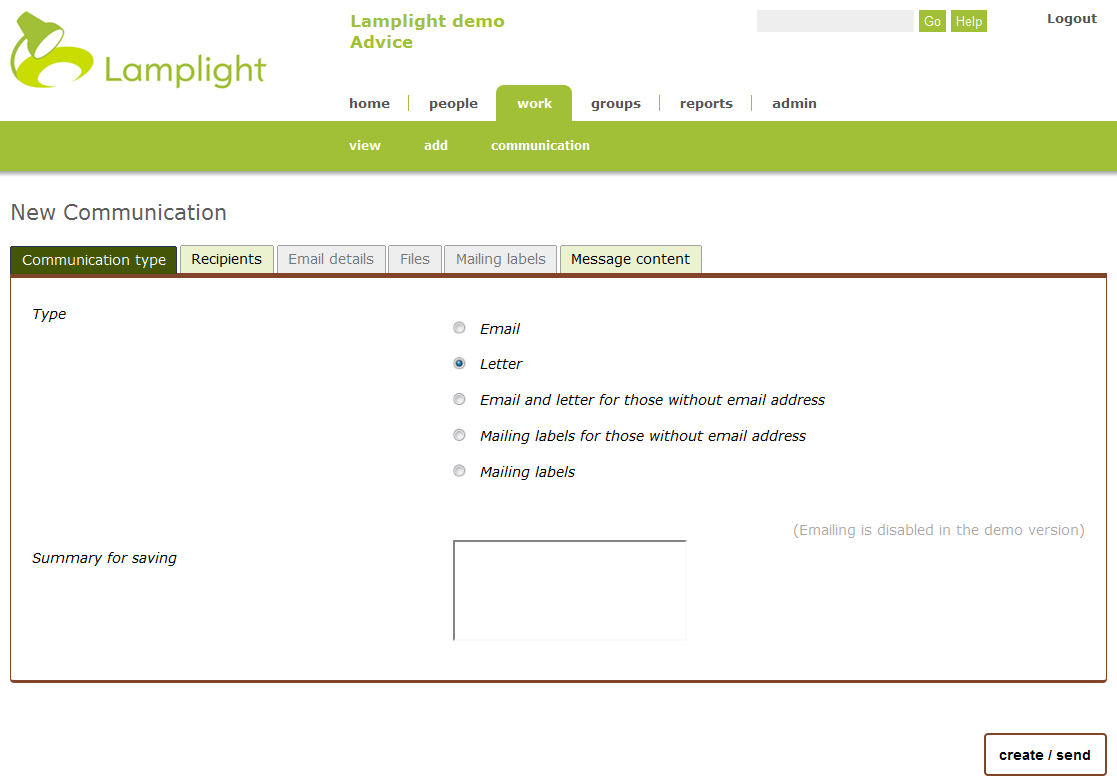 Lamplight
Lamplight demo
Advice
Go Help
Logout
home people work groups reports admin
view add communication
New Communication
Communication type Recipients Email details Files Mailing labels Message content
Type
Email
Letter
Email and letter for those without email address
Mailing labels for those without email address
Mailing labels
(Emailing is disabled in the demo version)
Summary for saving
create / send